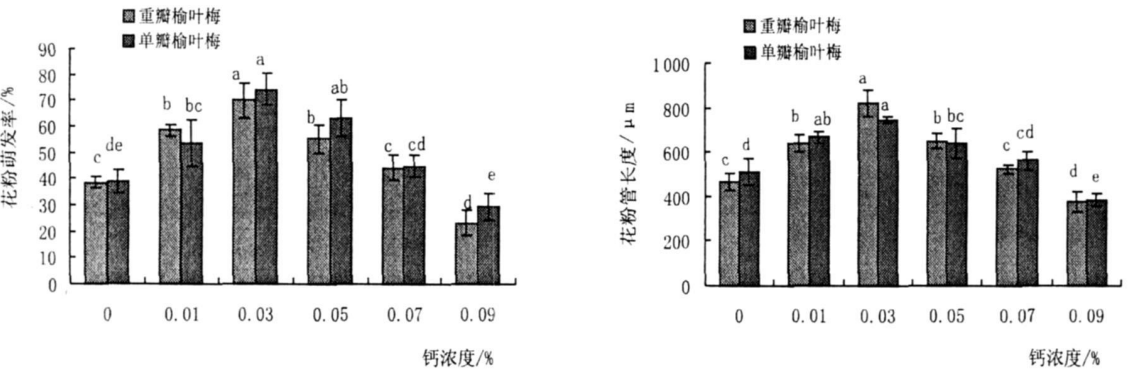 重瓣榆叶梅
单瓣榆叶梅
花粉萌发率/%
90
80
70
60
50
40
30
20
10
0
c de b bc a a b ab c cd d e
0 0.01 0.03 0.05 0.07 0.09
钙浓度/%
重瓣榆叶梅
单瓣榆叶梅
花粉管长度/μm
1 000
800
600
400
200
0
c d b ab a a b bc c cd d e
0 0.01 0.03 0.05 0.07 0.09
钙浓度/%